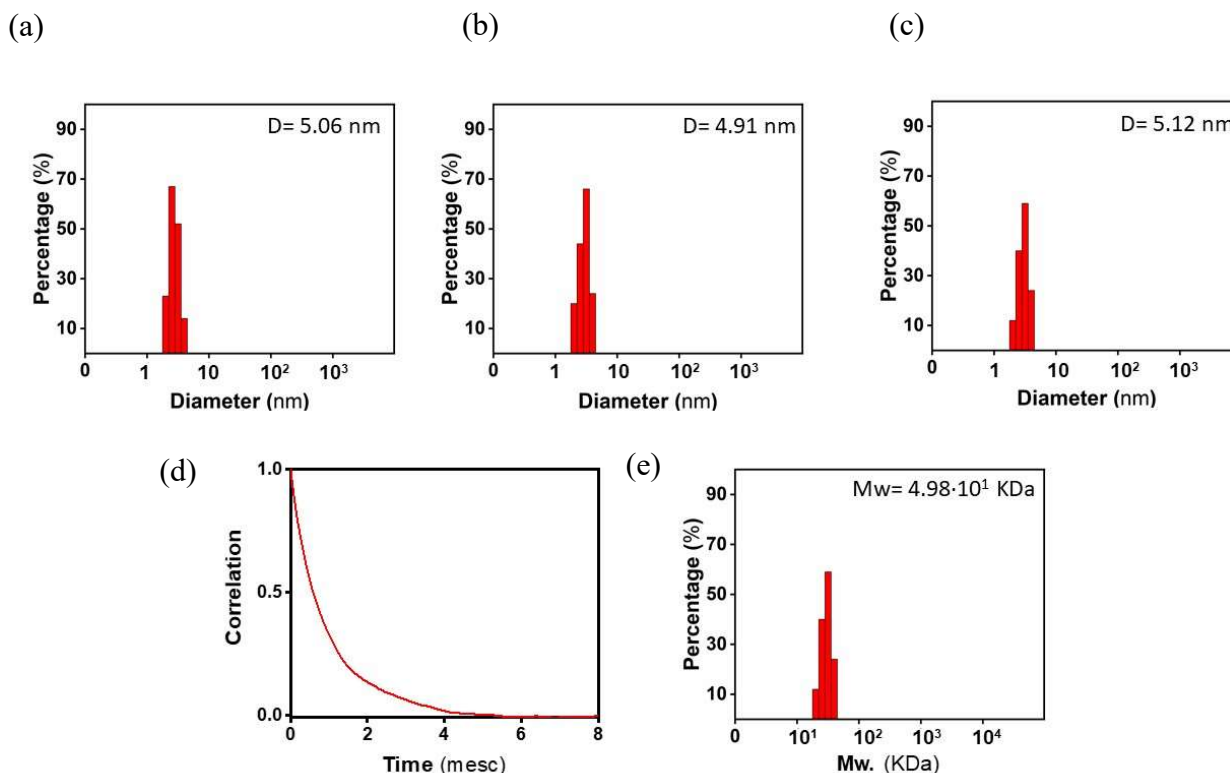 (a)
(b)
(c)
D= 5.06 nm
Percentage (%)
90
70
50
30
10
0 1 10 10² 10³
Diameter (nm)
D= 4.91 nm
Percentage (%)
90
70
50
30
10
0 1 10 10² 10³
Diameter (nm)
D= 5.12 nm
Percentage (%)
90
70
50
30
10
0 1 10 10² 10³
Diameter (nm)
(d)
Correlation
1.0
0.5
0.0
0 2 4 6 8
Time (mesc)
(e)
Mw= 4.98·10¹ KDa
Percentage (%)
90
70
50
30
10
0 10¹ 10² 10³ 10⁴
Mw. (KDa)